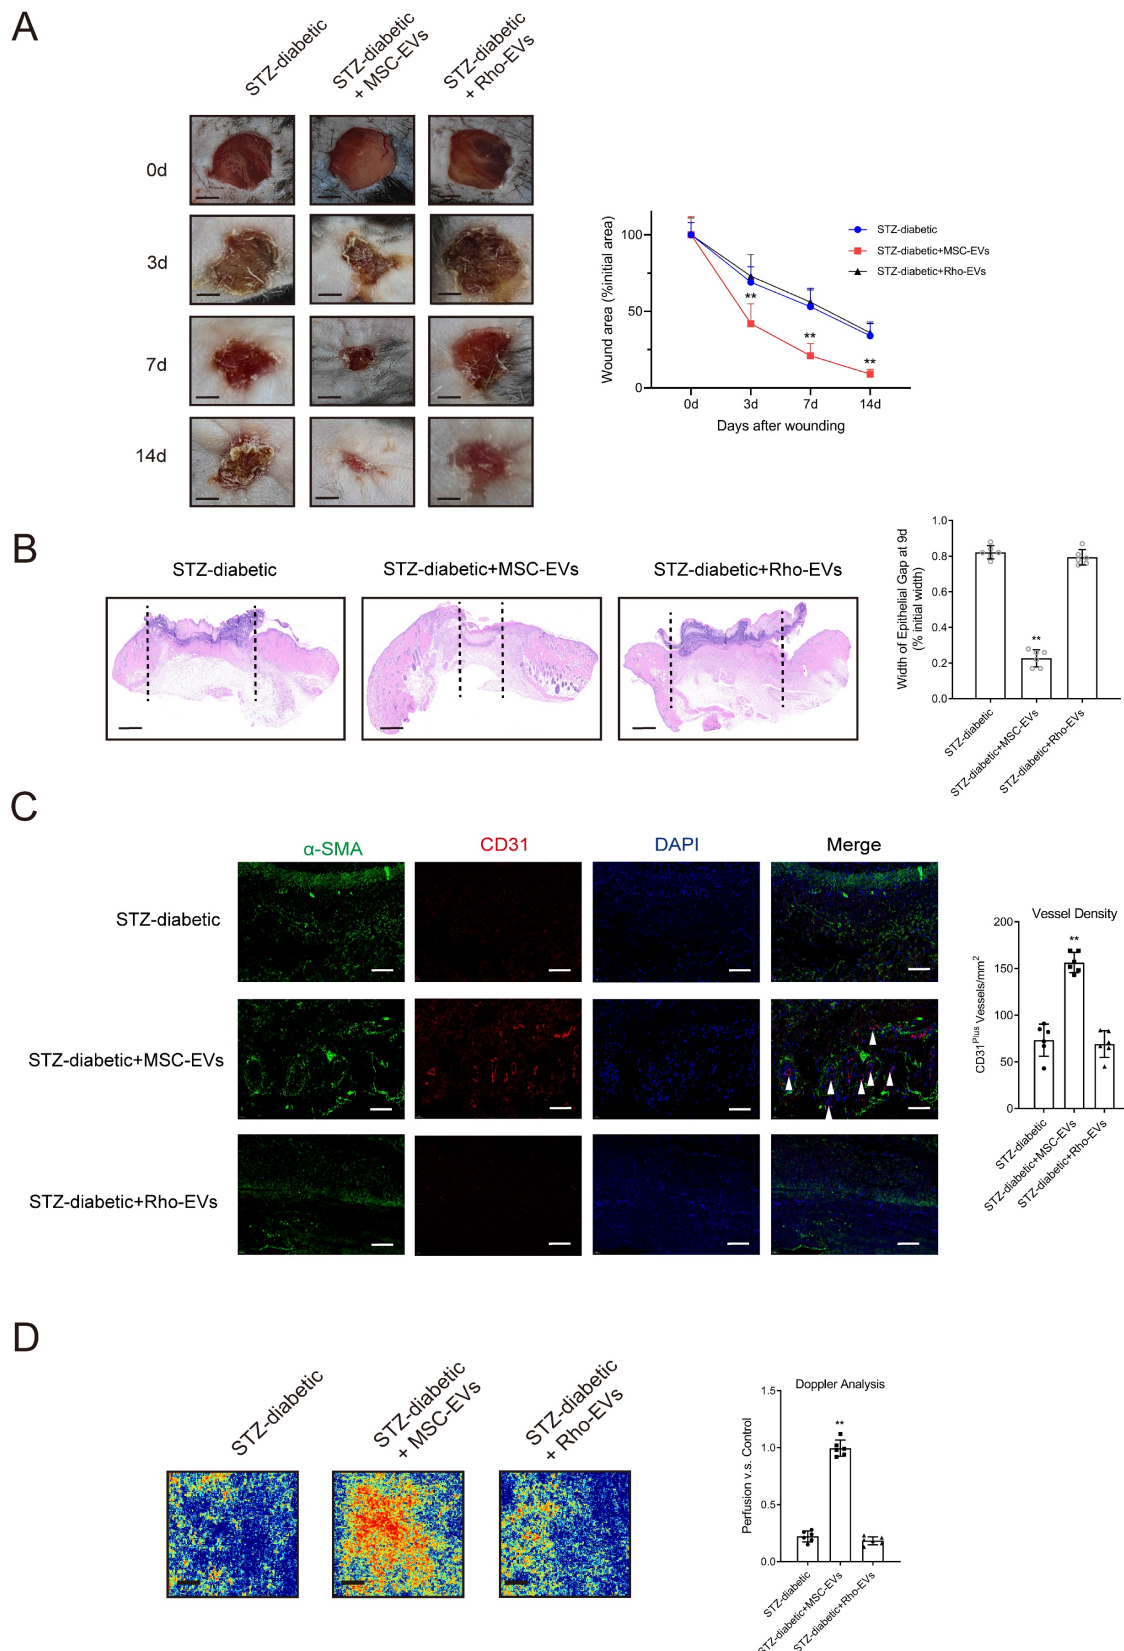 A
STZ-diabetic
STZ-diabetic
+ MSC-EVs
STZ-diabetic
+ Rho-EVs
0d
3d
7d
14d
Wound area (%initial area)
100
50
0
0d
3d
7d
14d
Days after wounding
**
**
**
STZ-diabetic
STZ-diabetic+MSC-EVs
STZ-diabetic+Rho-EVs
B
STZ-diabetic
STZ-diabetic+MSC-EVs
STZ-diabetic+Rho-EVs
Width of Epithelial Gap at 9d
(% initial width)
1.0
0.8
0.6
0.4
0.2
0.0
**
STZ-diabetic
STZ-diabetic+MSC-EVs
STZ-diabetic+Rho-EVs
C
α-SMA
CD31
DAPI
Merge
STZ-diabetic
STZ-diabetic+MSC-EVs
STZ-diabetic+Rho-EVs
Vessel Density
CD31Plus Vessels/mm2
200
150
100
50
0
**
STZ-diabetic
STZ-diabetic+MSC-EVs
STZ-diabetic+Rho-EVs
D
STZ-diabetic
STZ-diabetic
+ MSC-EVs
STZ-diabetic
+ Rho-EVs
Doppler Analysis
Perfusion v.s. Control
1.5
1.0
0.5
0.0
**
STZ-diabetic
STZ-diabetic+MSC-EVs
STZ-diabetic+Rho-EVs